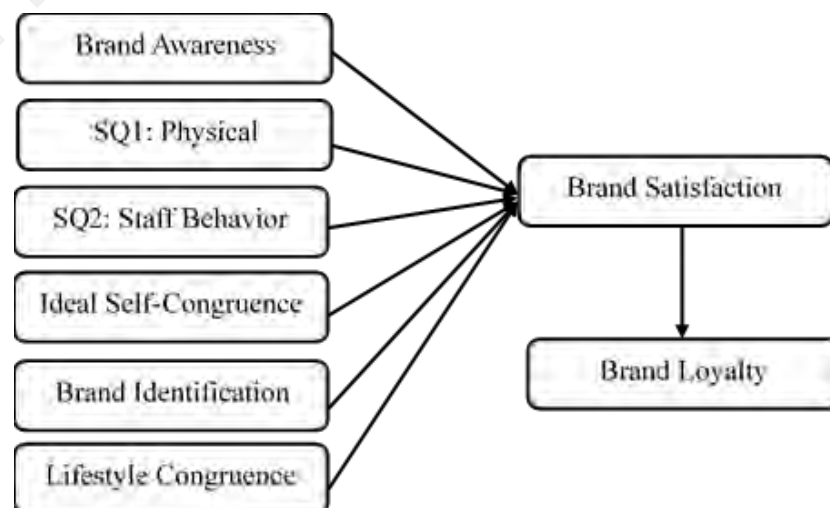 Brand Awareness
SQ1: Physical
SQ2: Staff Behavior
Ideal Self-Congruence
Brand Identification
Lifestyle Congruence
Brand Satisfaction
Brand Loyalty